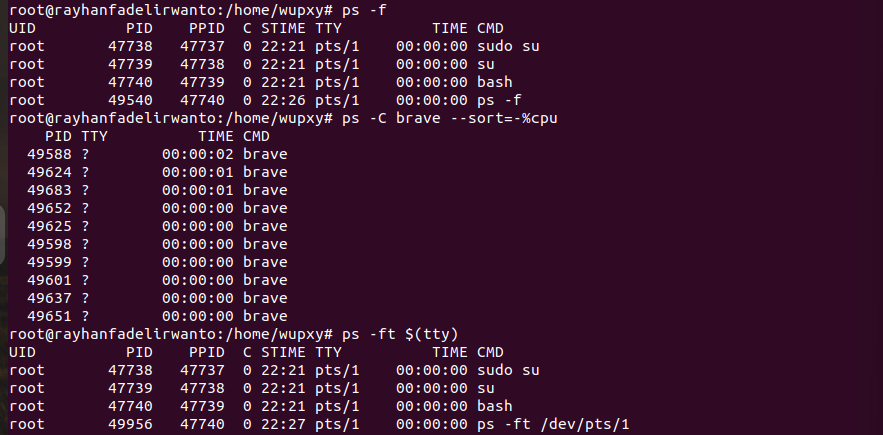 root@rayhanfadelirwanto:/home/wupxy# ps -f
UID          PID    PPID  C STIME TTY          TIME CMD
root       47738   47737  0 22:21 pts/1    00:00:00 sudo su
root       47739   47738  0 22:21 pts/1    00:00:00 su
root       47740   47739  0 22:21 pts/1    00:00:00 bash
root       49540   47740  0 22:26 pts/1    00:00:00 ps -f
root@rayhanfadelirwanto:/home/wupxy# ps -C brave --sort=-%cpu
    PID TTY          TIME CMD
  49588 ?        00:00:02 brave
  49624 ?        00:00:01 brave
  49683 ?        00:00:01 brave
  49652 ?        00:00:00 brave
  49625 ?        00:00:00 brave
  49598 ?        00:00:00 brave
  49599 ?        00:00:00 brave
  49601 ?        00:00:00 brave
  49637 ?        00:00:00 brave
  49651 ?        00:00:00 brave
root@rayhanfadelirwanto:/home/wupxy# ps -ft $(tty)
UID          PID    PPID  C STIME TTY          TIME CMD
root       47738   47737  0 22:21 pts/1    00:00:00 sudo su
root       47739   47738  0 22:21 pts/1    00:00:00 su
root       47740   47739  0 22:21 pts/1    00:00:00 bash
root       49956   47740  0 22:27 pts/1    00:00:00 ps -ft /dev/pts/1